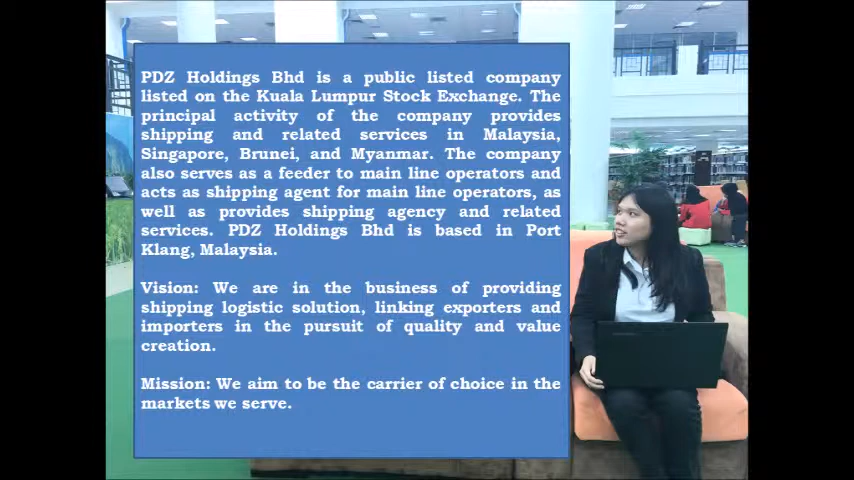 PDZ Holdings Bhd is a public listed company
listed on the Kuala Lumpur Stock Exchange. The
principal activity of the company provides
shipping and related services in Malaysia,
Singapore, Brunei, and Myanmar. The company
also serves as a feeder to main line operators and
acts as shipping agent for main line operators, as
well as provides shipping agency and related
services. PDZ Holdings Bhd is based in Port
Klang, Malaysia.
Vision: We are in the business of providing
shipping logistic solution, linking exporters and
importers in the pursuit of quality and value
creation.
Mission: We aim to be the carrier of choice in the
markets we serve.